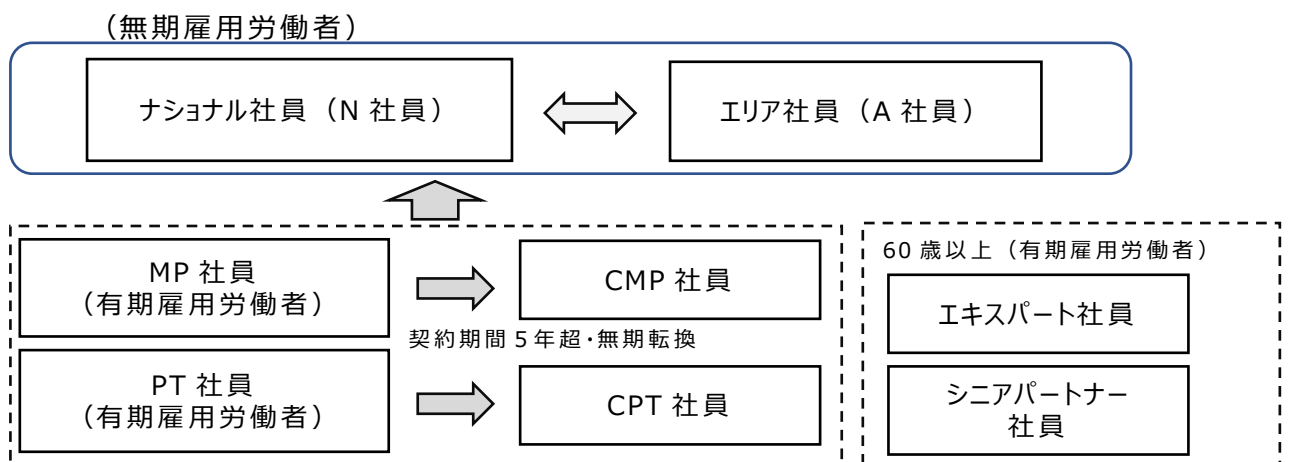 （無期雇用労働者）
ナショナル社員（N 社員）
エリア社員（A 社員）
MP 社員
（有期雇用労働者）
CMP 社員
契約期間５年超・無期転換
PT 社員
（有期雇用労働者）
CPT 社員
60 歳以上（有期雇用労働者）
エキスパート社員
シニアパートナー
社員